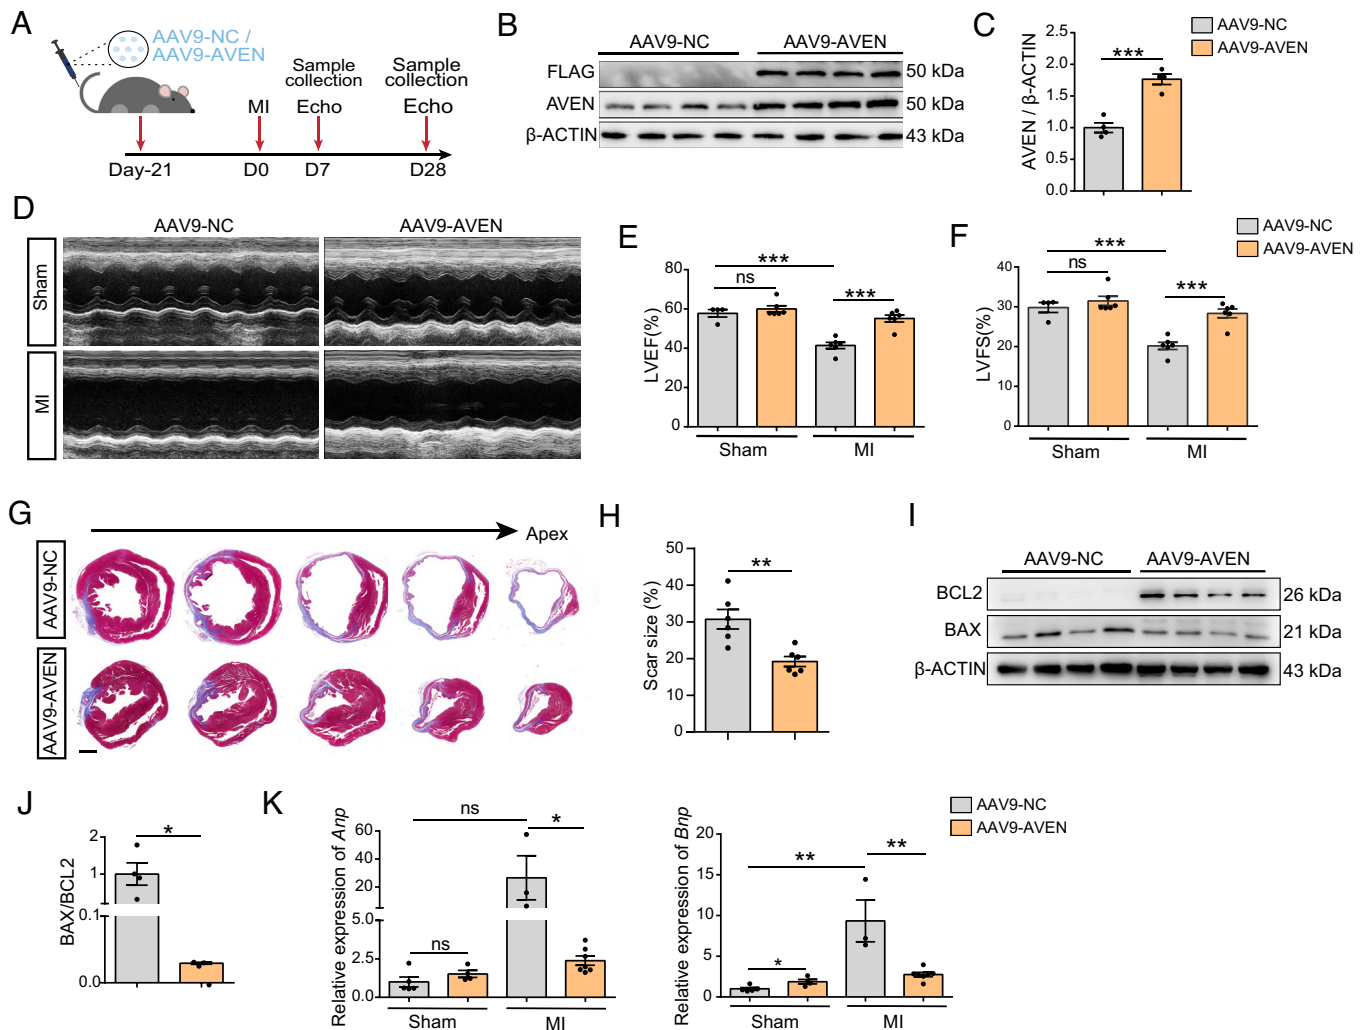 A
AAV9-NC /
AAV9-AVEN
Sample
collection
Sample
collection
MI
Echo
Echo
Day-21
D0
D7
D28
B
AAV9-NC
AAV9-AVEN
FLAG
50 kDa
AVEN
50 kDa
β-ACTIN
43 kDa
C
AAV9-NC
AAV9-AVEN
AVEN / β-ACTIN
2.5
2.0
1.5
1.0
0.5
0.0
***
D
AAV9-NC
AAV9-AVEN
Sham
MI
E
LVEF(%)
80
60
40
20
0
***
ns
***
Sham
MI
F
AAV9-NC
AAV9-AVEN
LVFS(%)
40
30
20
10
0
***
ns
***
Sham
MI
G
Apex
AAV9-NC
AAV9-AVEN
H
Scar size (%)
50
40
30
20
10
0
**
I
AAV9-NC
AAV9-AVEN
BCL2
26 kDa
BAX
21 kDa
β-ACTIN
43 kDa
J
BAX/BCL2
2
1
0.1
0.0
*
K
Relative expression of Anp
60
40
20
5.0
2.5
0.0
ns
*
ns
Sham
MI
Relative expression of Bnp
20
15
10
5
0
**
**
*
Sham
MI
AAV9-NC
AAV9-AVEN